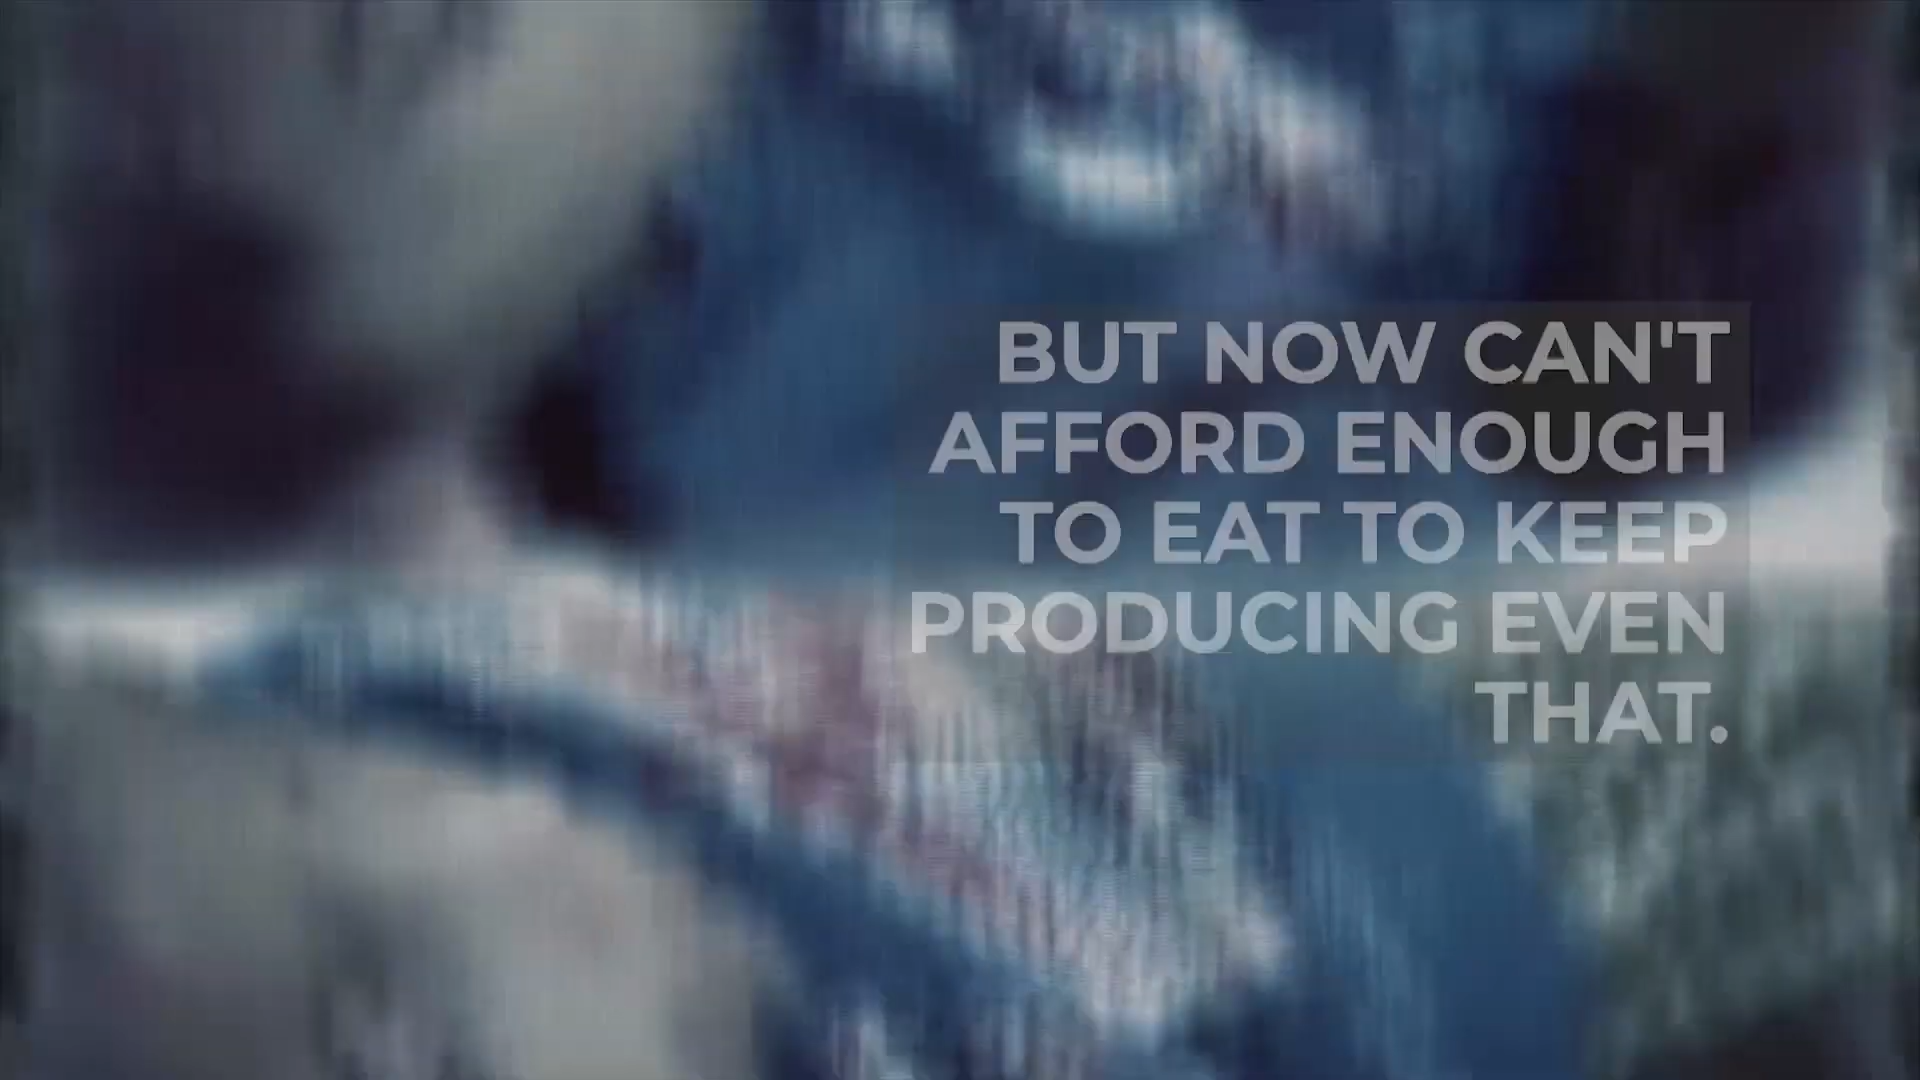 BUT NOW CAN'T
AFFORD ENOUGH
TO EAT TO KEEP
PRODUCING EVEN
THAT.